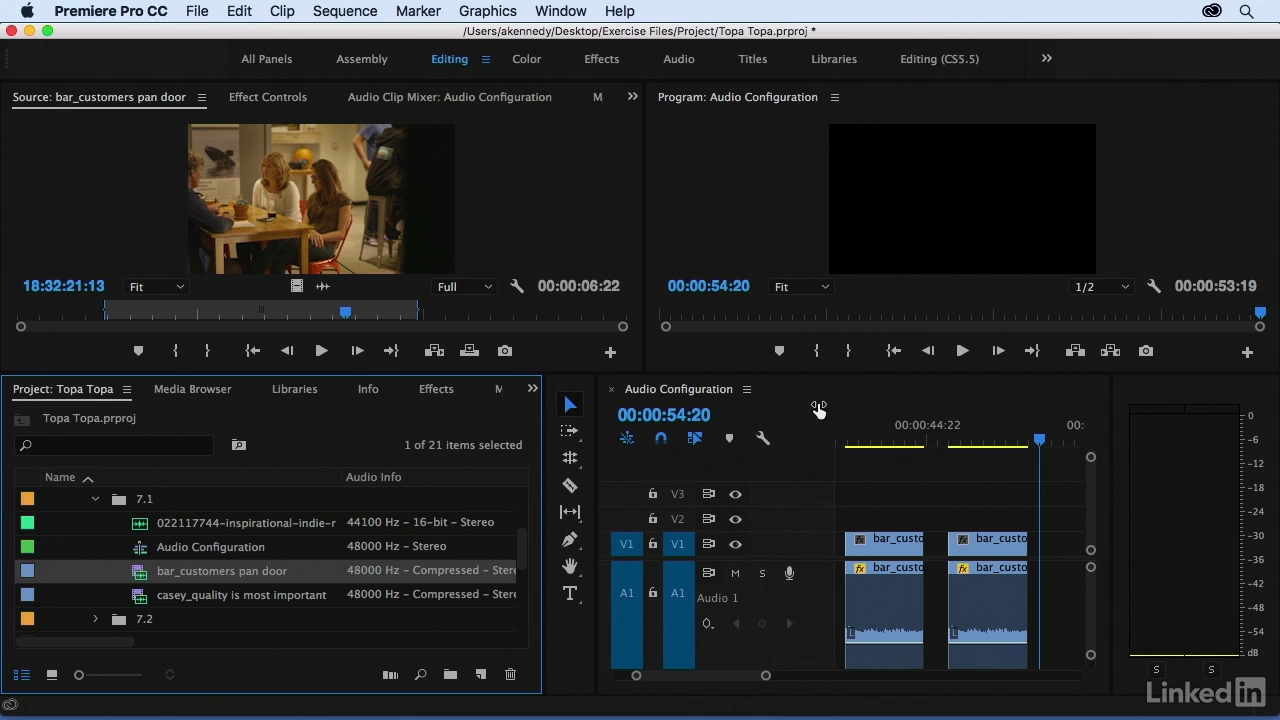 Premiere Pro CC File Edit Clip Sequence Marker Graphics Window Help
/Users/akennedy/Desktop/Exercise Files/Project/Topa Topa.prproj *
All Panels Assembly Editing Color Effects Audio Titles Libraries Editing (CS5.5)
Source: bar_customers pan door Effect Controls Audio Clip Mixer: Audio Configuration M
Program: Audio Configuration
18:32:21:13 Fit Full 00:00:06:22
00:00:54:20 Fit 1/2 00:00:53:19
Project: Topa Topa Media Browser Libraries Info Effects M
Topa Topa.prproj
1 of 21 items selected
Name Audio Info
7.1
022117744-inspirational-indie-r 44100 Hz - 16-bit - Stereo
Audio Configuration 48000 Hz - Stereo
bar_customers pan door 48000 Hz - Compressed - Stere
casey_quality is most important 48000 Hz - Compressed - Stere
7.2
× Audio Configuration
00:00:54:20
00:00:44:22 00:
V3
V2
V1 V1 fx bar_custo fx bar_custo
A1 A1 M S fx bar_custo fx bar_custo
Audio 1
L L
0
-6
-12
-18
-24
-30
-36
-42
-48
-54
dB
S S
LinkedIn